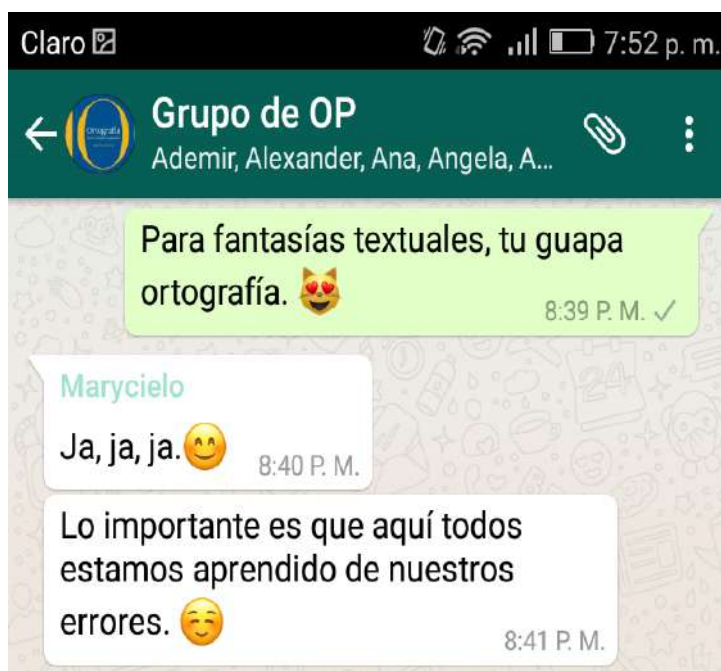 Claro 7:52 p. m.
Grupo de OP
Ortografía
Ademir, Alexander, Ana, Angela, A...
Para fantasías textuales, tu guapa
ortografía.
8:39 P. M.
Marycielo
Ja, ja, ja.
8:40 P. M.
Lo importante es que aquí todos
estamos aprendido de nuestros
errores.
8:41 P. M.